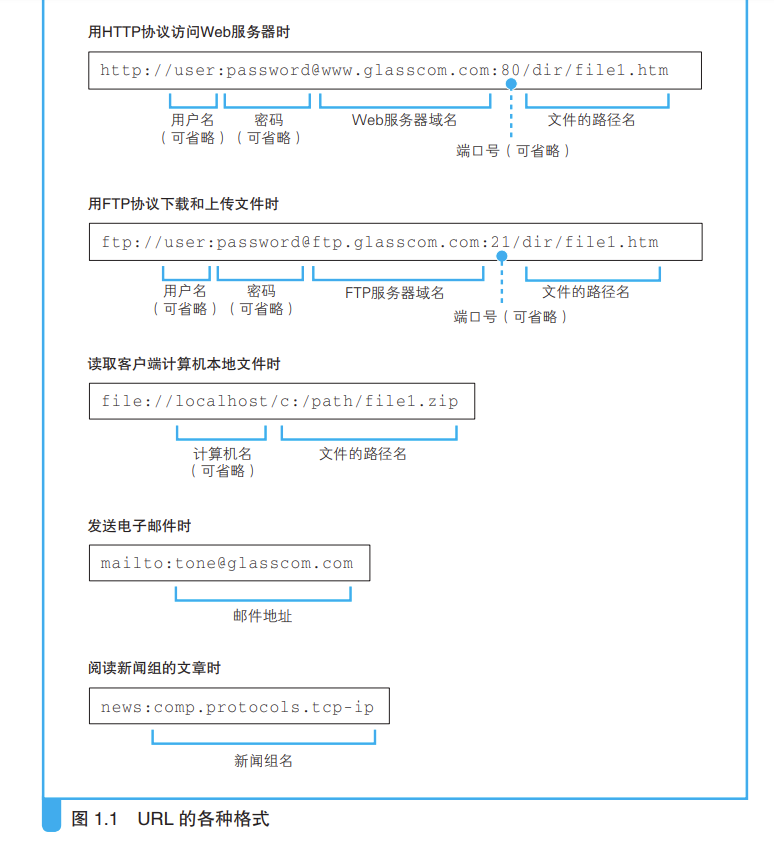 用HTTP协议访问Web服务器时
http://user:password@www.glasscom.com:80/dir/file1.htm
用户名 密码 Web服务器域名 文件的路径名
（可省略）（可省略） 端口号（可省略）
用FTP协议下载和上传文件时
ftp://user:password@ftp.glasscom.com:21/dir/file1.htm
用户名 密码 FTP服务器域名 文件的路径名
（可省略）（可省略） 端口号（可省略）
读取客户端计算机本地文件时
file://localhost/c:/path/file1.zip
计算机名 文件的路径名
（可省略）
发送电子邮件时
mailto:tone@glasscom.com
邮件地址
阅读新闻组的文章时
news:comp.protocols.tcp-ip
新闻组名
图 1.1 URL 的各种格式